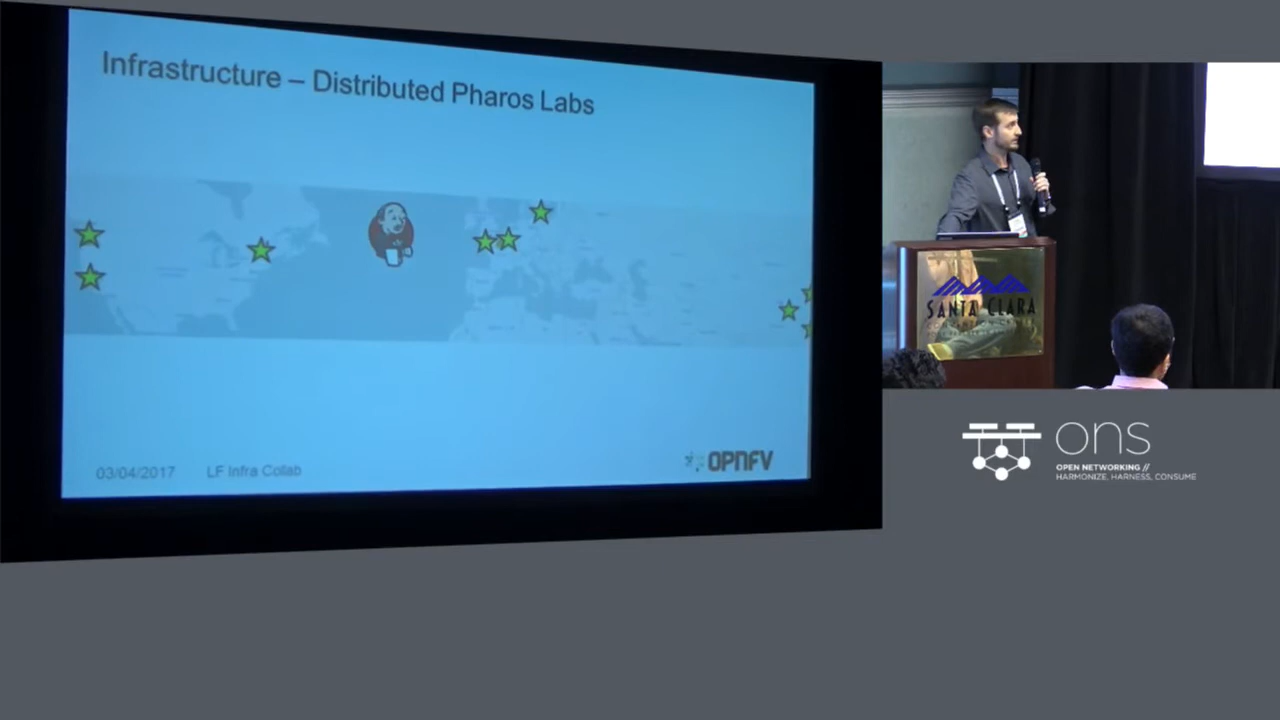 Infrastructure – Distributed Pharos Labs
03/04/2017 LF Infra Collab
OPNFV
SANTA CLARA
ons
OPEN NETWORKING //
HARMONIZE, HARNESS, CONSUME